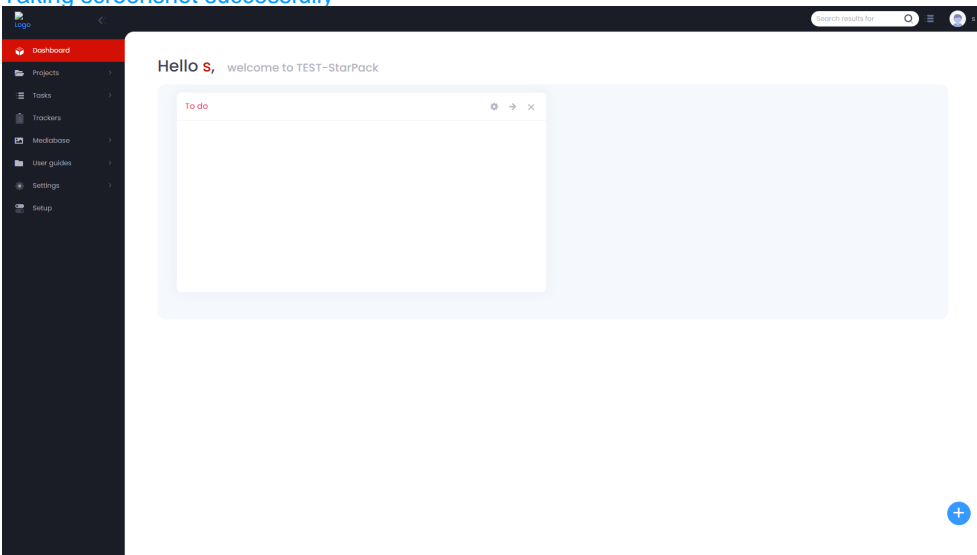 Taking screenshot successfully
Logo
Search results for
s
Dashboard
Projects
Tasks
Trackers
Mediabase
User guides
Settings
Setup
Hello s, welcome to TEST-StarPack
To do